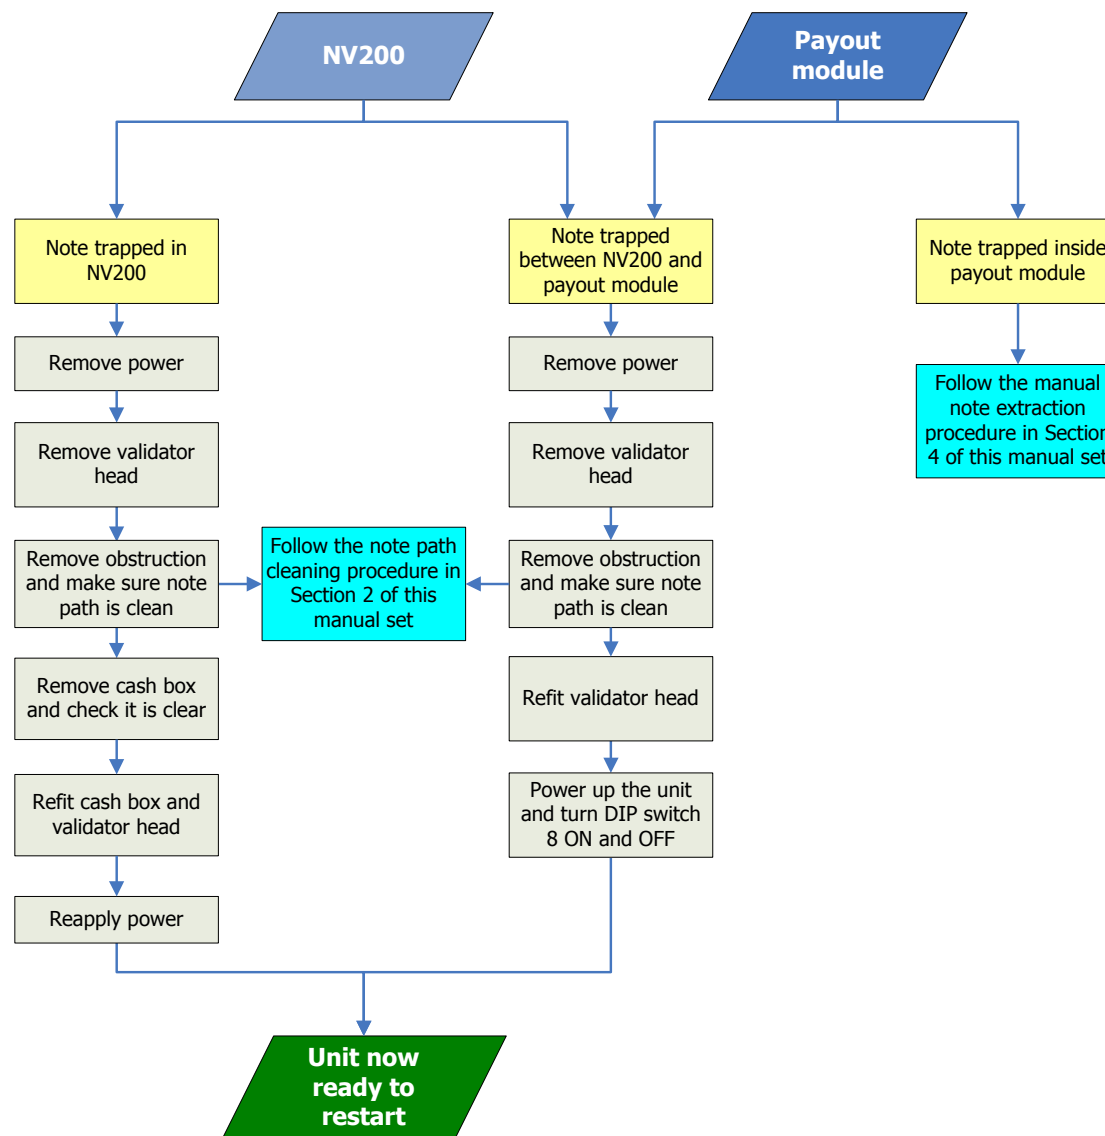 NV200
Payout
module
Note trapped in
NV200
Note trapped
between NV200 and
payout module
Note trapped inside
payout module
Remove power
Remove power
Follow the manual
note extraction
procedure in Section
4 of this manual set
Remove validator
head
Remove validator
head
Remove obstruction
and make sure note
path is clean
Follow the note path
cleaning procedure in
Section 2 of this
manual set
Remove obstruction
and make sure note
path is clean
Remove cash box
and check it is clear
Refit validator head
Refit cash box and
validator head
Power up the unit
and turn DIP switch
8 ON and OFF
Reapply power
Unit now
ready to
restart